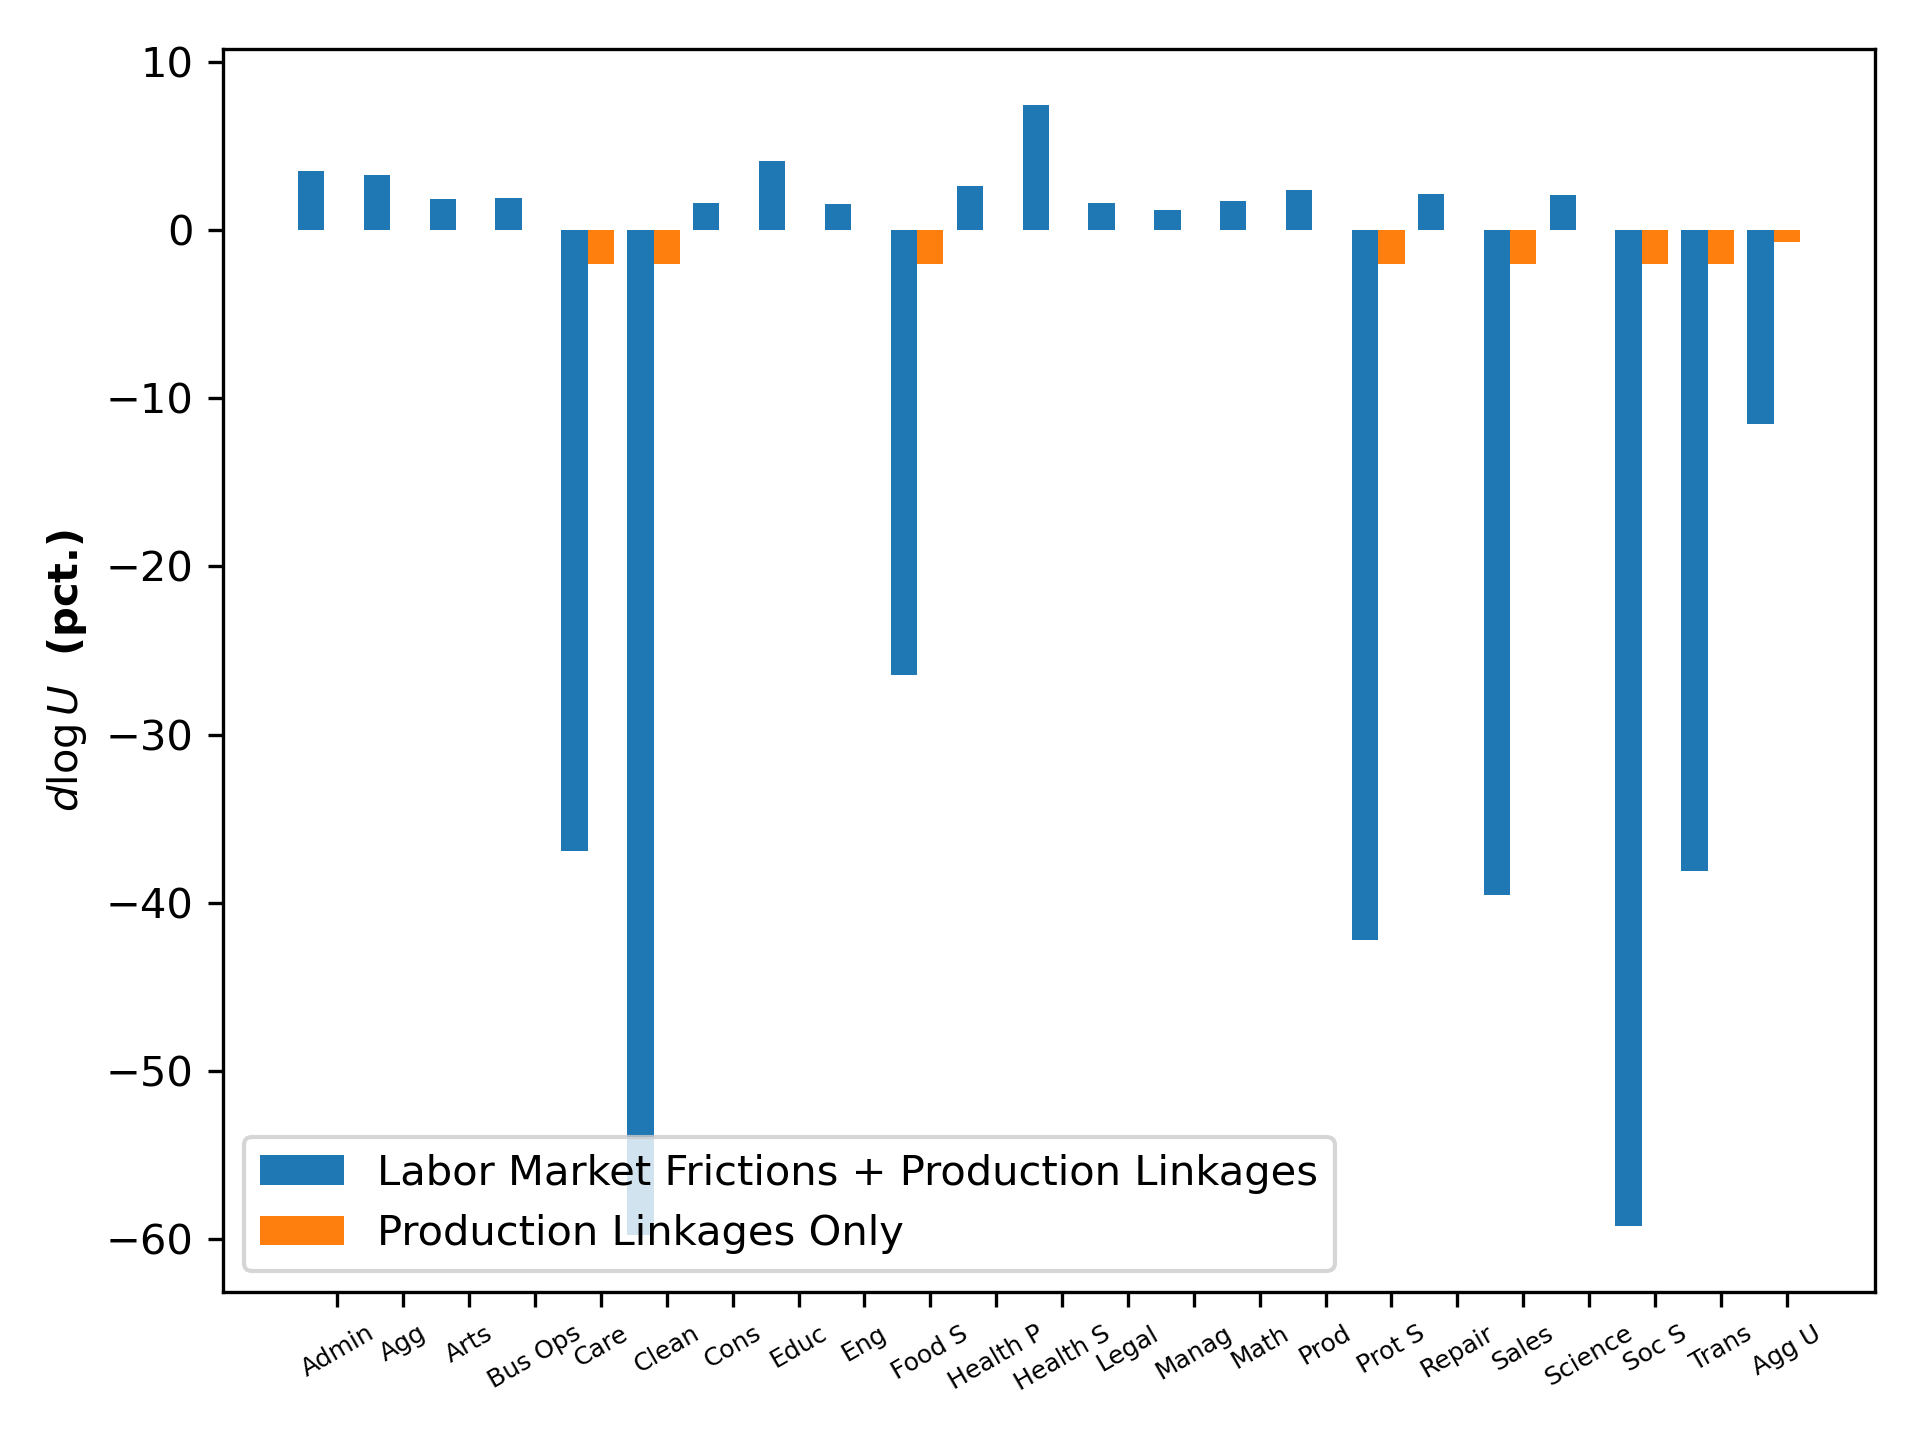 10
0
−10
−20
−30
−40
−50
−60
dlog U (pct.)
Labor Market Frictions + Production Linkages
Production Linkages Only
Admin
Agg
Arts
Bus Ops
Care
Clean
Cons
Educ
Eng
Food S
Health P
Health S
Legal
Manag
Math
Prod
Prot S
Repair
Sales
Science
Soc S
Trans
Agg U